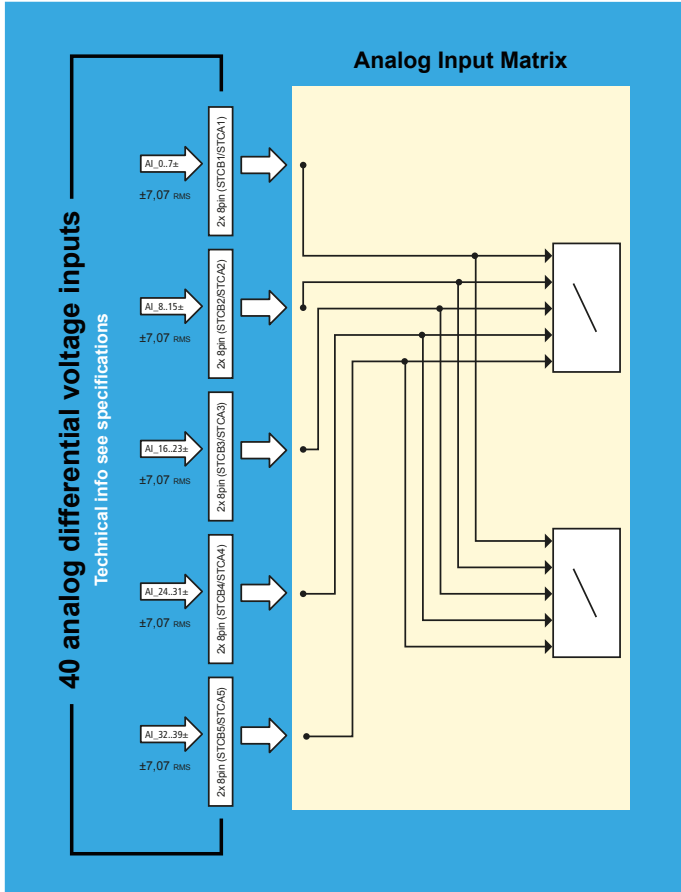 Analog Input Matrix
40 analog differential voltage inputs
Technical info see specifications
AI_0..7±
±7,07 RMS
2x 8pin (STCB1/STCA1)
AI_8..15±
±7,07 RMS
2x 8pin (STCB2/STCA2)
AI_16..23±
±7,07 RMS
2x 8pin (STCB3/STCA3)
AI_24..31±
±7,07 RMS
2x 8pin (STCB4/STCA4)
AI_32..39±
±7,07 RMS
2x 8pin (STCB5/STCA5)